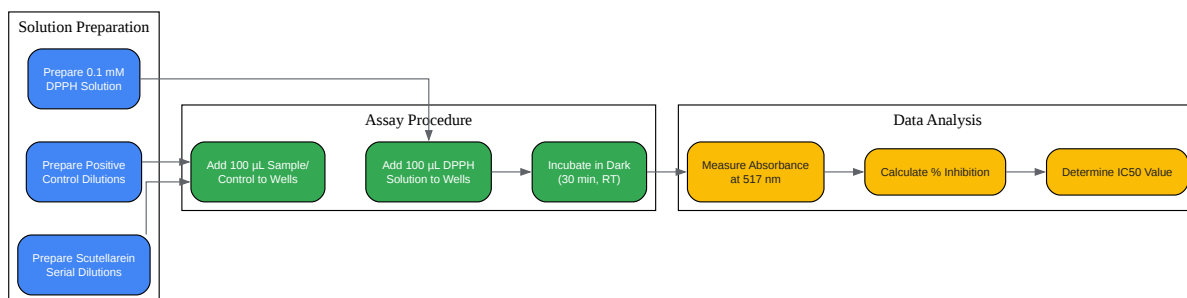 Solution Preparation
Prepare 0.1 mM
DPPH Solution
Prepare Positive
Control Dilutions
Prepare Scutellarein
Serial Dilutions
Assay Procedure
Add 100 µL Sample/
Control to Wells
Add 100 µL DPPH
Solution to Wells
Incubate in Dark
(30 min, RT)
Data Analysis
Measure Absorbance
at 517 nm
Calculate % Inhibition
Determine IC50 Value